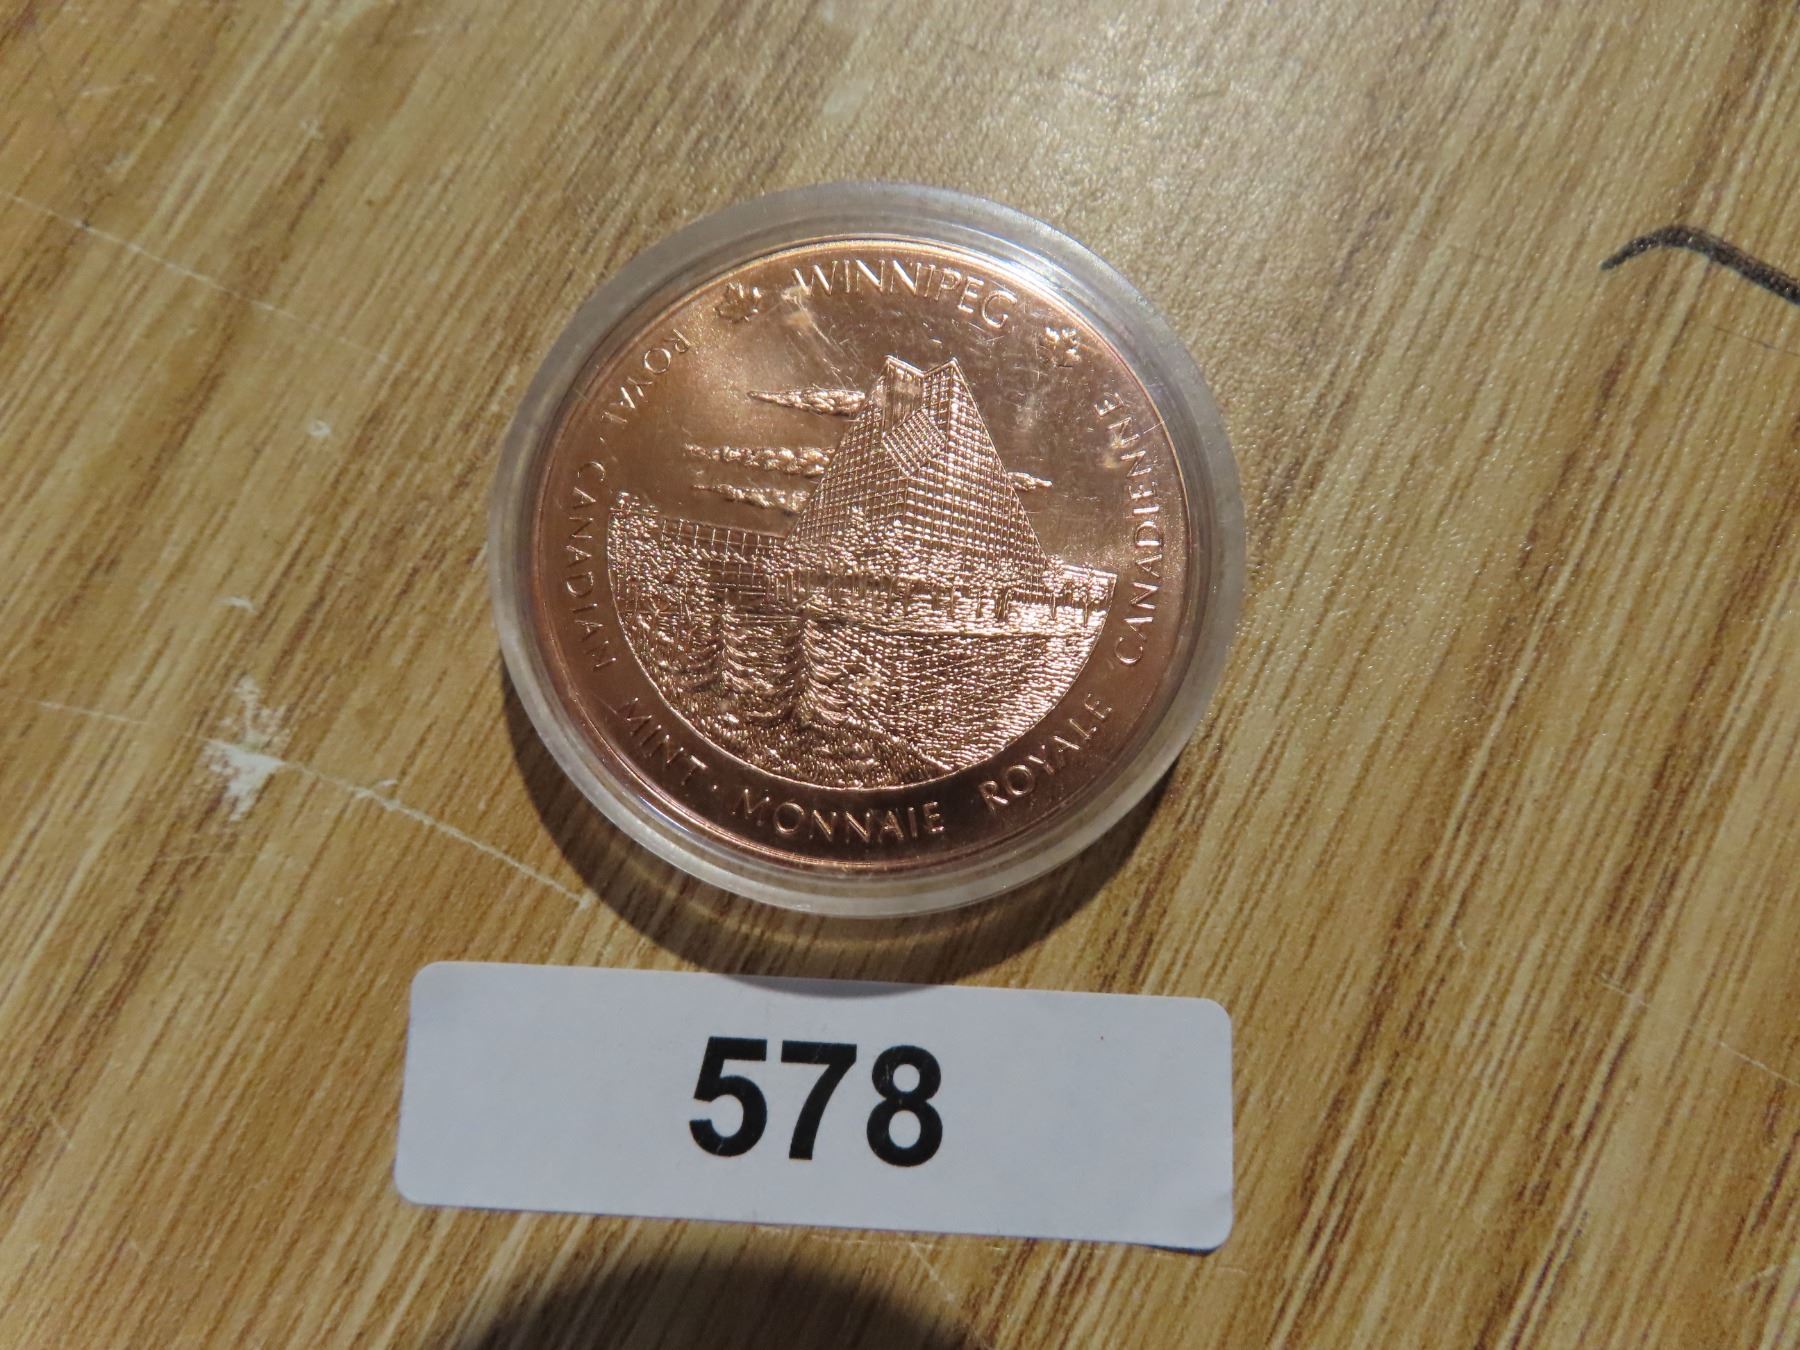 WINNIPEG
ROYAL · CANADIAN MINT · MONNAIE ROYALE CANADIENNE
578